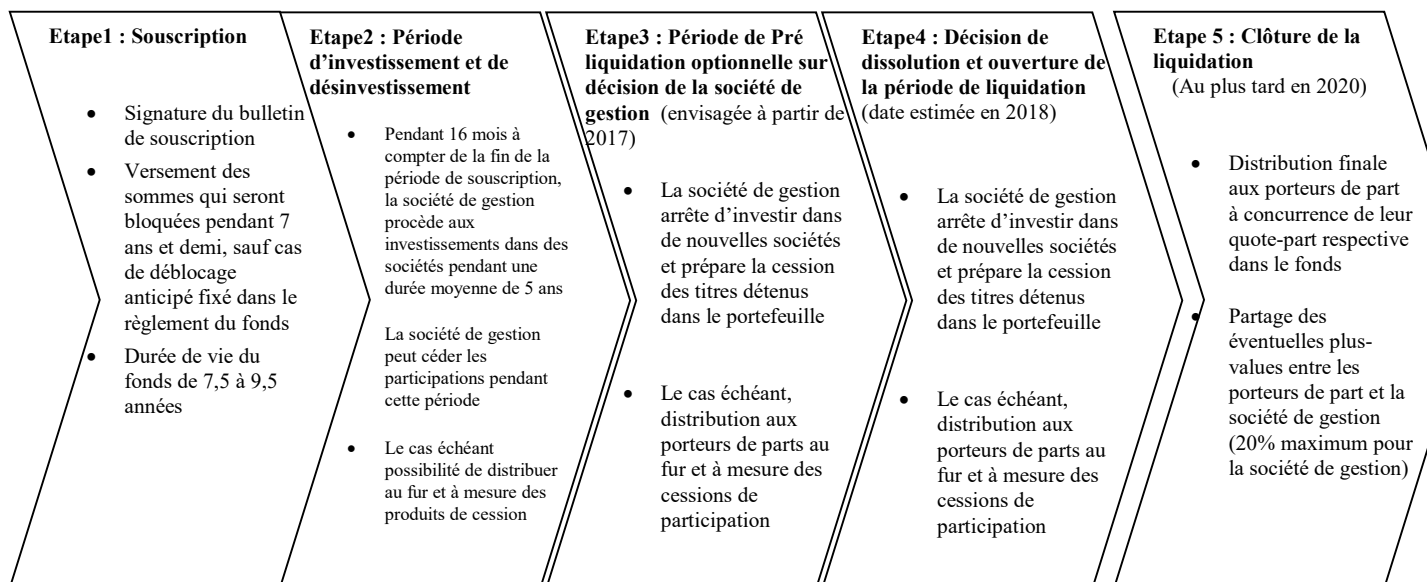 Etape1 : Souscription
• Signature du bulletin
de souscription
• Versement des
sommes qui seront
bloquées pendant 7
ans et demi, sauf cas
de déblocage
anticipé fixé dans le
règlement du fonds
• Durée de vie du
fonds de 7,5 à 9,5
années
Etape2 : Période
d’investissement et de
désinvestissement
• Pendant 16 mois à
compter de la fin de la
période de souscription,
la société de gestion
procède aux
investissements dans des
sociétés pendant une
durée moyenne de 5 ans
La société de gestion
peut céder les
participations pendant
cette période
• Le cas échéant
possibilité de distribuer
au fur et à mesure des
produits de cession
Etape3 : Période de Pré
liquidation optionnelle sur
décision de la société de
gestion (envisagée à partir de
2017)
• La société de gestion
arrête d’investir dans
de nouvelles sociétés
et prépare la cession
des titres détenus
dans le portefeuille
• Le cas échéant,
distribution aux
porteurs de parts au
fur et à mesure des
cessions de
participation
Etape4 : Décision de
dissolution et ouverture de
la période de liquidation
(date estimée en 2018)
• La société de gestion
arrête d’investir dans
de nouvelles sociétés
et prépare la cession
des titres détenus
dans le portefeuille
• Le cas échéant,
distribution aux
porteurs de parts au
fur et à mesure des
cessions de
participation
Etape 5 : Clôture de la
liquidation
(Au plus tard en 2020)
• Distribution finale
aux porteurs de part
à concurrence de leur
quote-part respective
dans le fonds
• Partage des
éventuelles plus-
values entre les
porteurs de part et la
société de gestion
(20% maximum pour
la société de gestion)